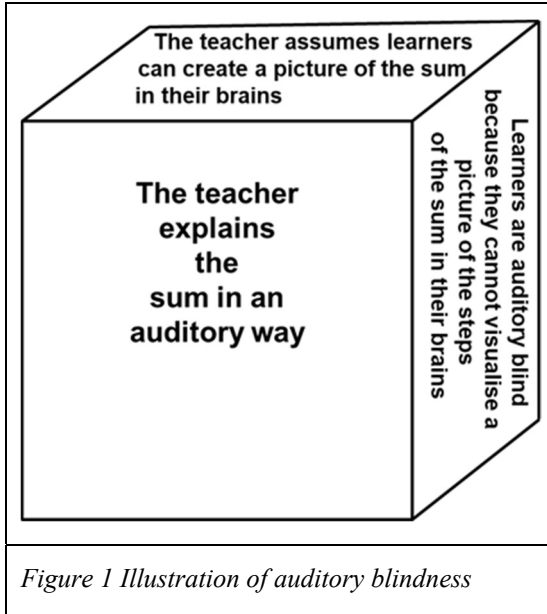 The teacher assumes learners
can create a picture of the sum
in their brains
The teacher
explains
the
sum in an
auditory way
Learners are auditory blind
because they cannot visualise a
picture of the steps
of the sum in their brains
Figure 1 Illustration of auditory blindness